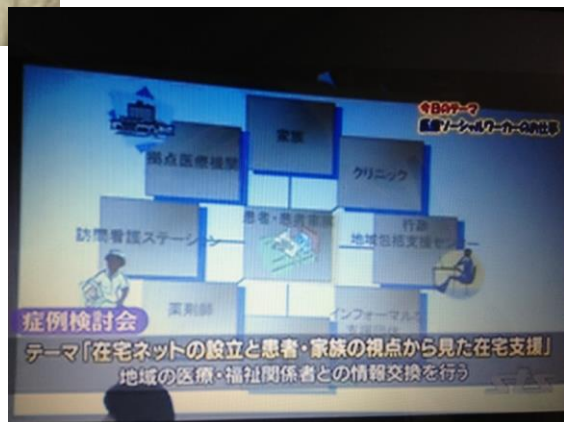 今日のテーマ
医療ソーシャルワーカーのお仕事
家族
拠点医療機関
クリニック
患者・患者家族
訪問看護ステーション
行政
地域包括支援センター
薬剤師
インフォーマルな
支援団体
症例検討会
テーマ「在宅ネットの設立と患者・家族の視点から見た在宅支援」
地域の医療・福祉関係者との情報交換を行う